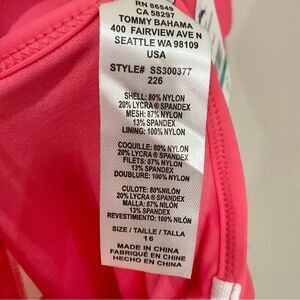 RN 86549
CA 58297
TOMMY BAHAMA
400 FAIRVIEW AVE N
SEATTLE WA 98109
USA
STYLE# SS300377
226
SHELL: 80% NYLON
20% LYCRA ® SPANDEX
MESH: 87% NYLON
13% SPANDEX
LINING: 100% NYLON
COQUILLE: 80% NYLON
20% LYCRA ® SPANDEX
FILETS: 87% NYLON
13% SPANDEX
DOUBLURE: 100% NYLON
CULOTE: 80% NILÓN
20% LYCRA ® SPANDEX
MALLA: 87% NILÓN
13% SPANDEX
REVESTIMIENTO: 100% NILÓN
SIZE / TAILLE / TALLA
16
MADE IN CHINA
FABRIQUE EN CHINE
HECHO EN CHINA